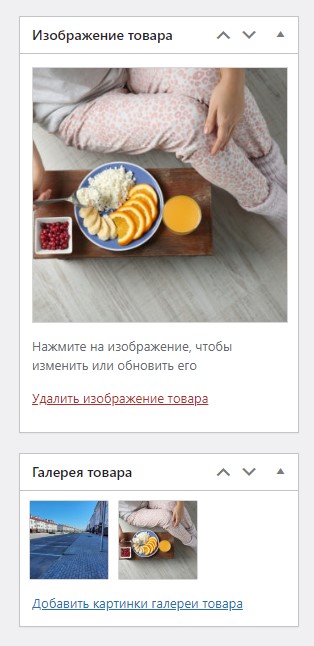 Изображение товара
Нажмите на изображение, чтобы
изменить или обновить его
Удалить изображение товара
Галерея товара
Добавить картинки галереи товара